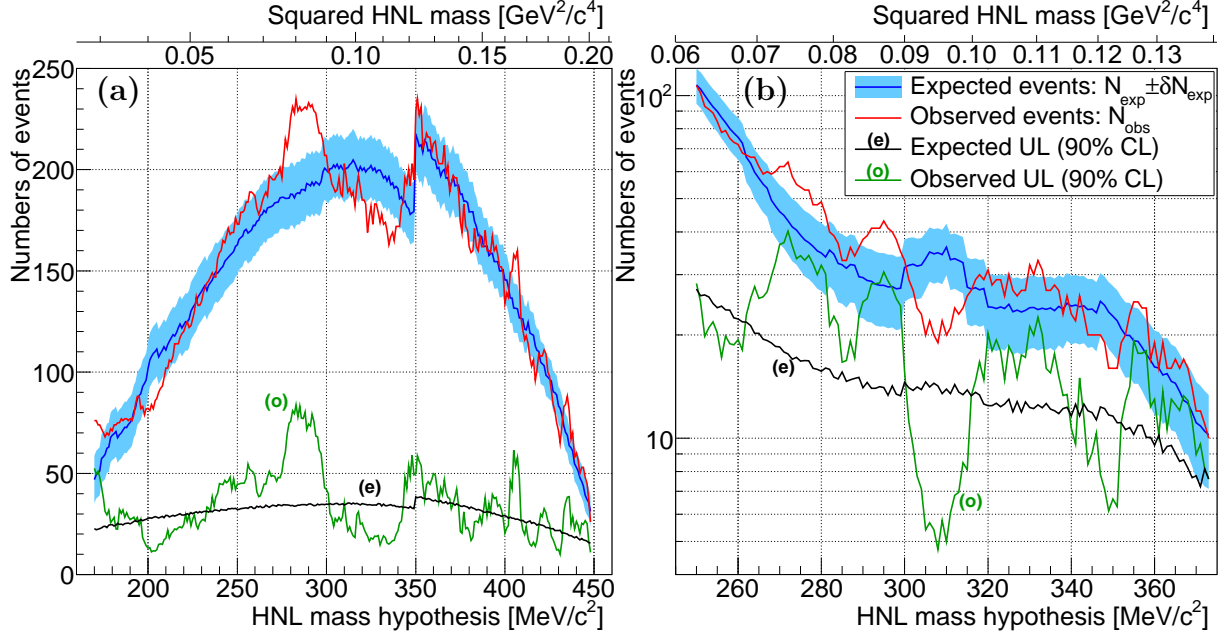 Squared HNL mass [GeV²/c⁴]
0.05 0.10 0.15 0.20
(a)
Numbers of events
250
200
150
100
50
0
(o)
(e)
200 250 300 350 400 450
HNL mass hypothesis [MeV/c²]
Squared HNL mass [GeV²/c⁴]
0.06 0.07 0.08 0.09 0.10 0.11 0.12 0.13
(b)
Numbers of events
10²
10
Expected events: N_exp ±δN_exp
Observed events: N_obs
(e) Expected UL (90% CL)
(o) Observed UL (90% CL)
(e)
(o)
260 280 300 320 340 360
HNL mass hypothesis [MeV/c²]